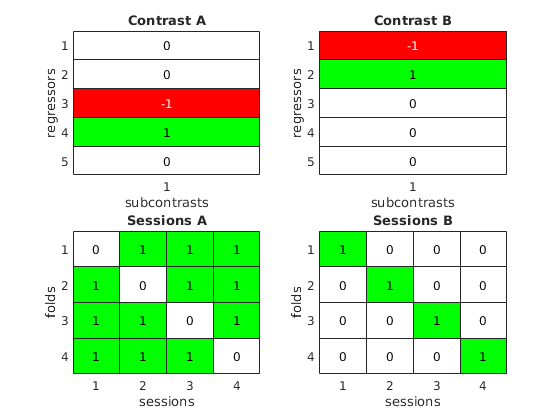 Contrast A
regressors
1 0
2 0
3 -1
4 1
5 0
1
subcontrasts
Contrast B
regressors
1 -1
2 1
3 0
4 0
5 0
1
subcontrasts
Sessions A
folds
1 0 1 1 1
2 1 0 1 1
3 1 1 0 1
4 1 1 1 0
1 2 3 4
sessions
Sessions B
folds
1 1 0 0 0
2 0 1 0 0
3 0 0 1 0
4 0 0 0 1
1 2 3 4
sessions